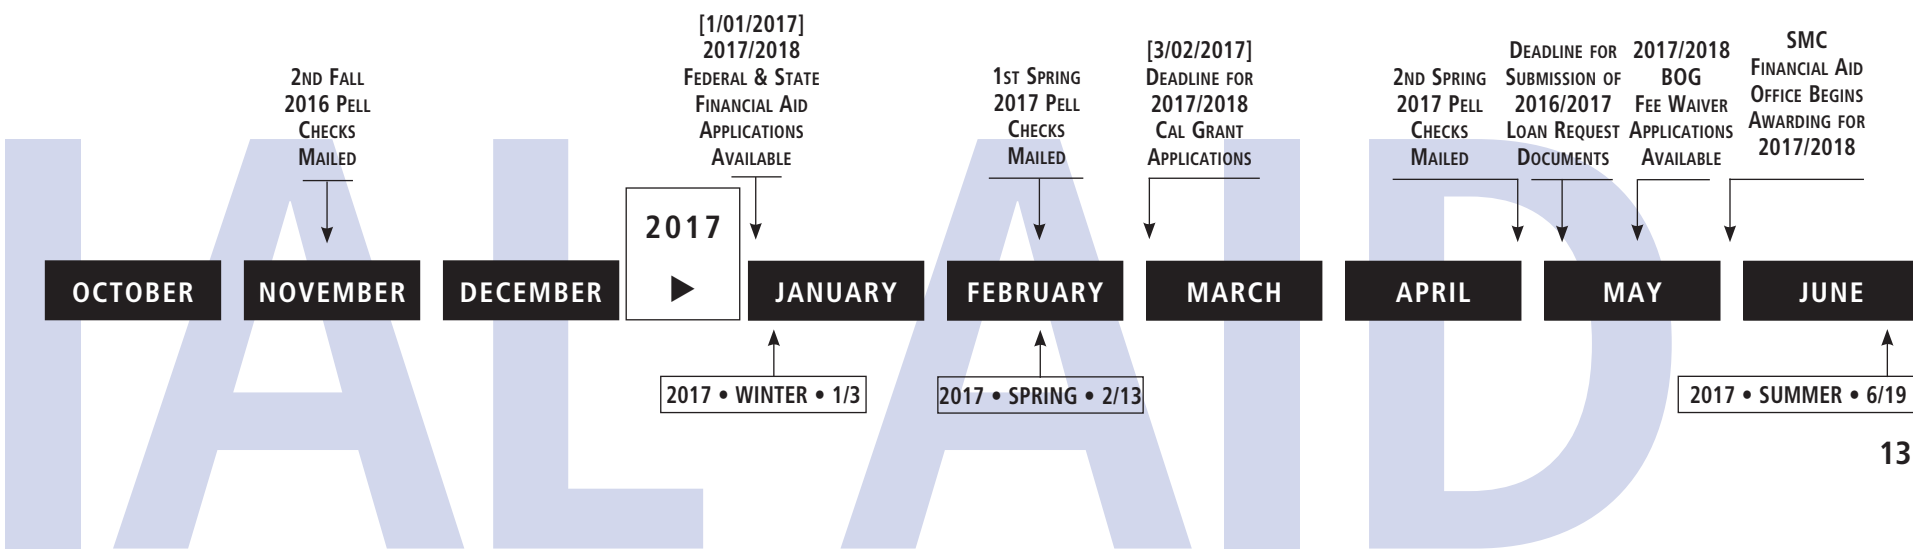 2nd Fall
2016 Pell
Checks
Mailed
[1/01/2017]
2017/2018
Federal & State
Financial Aid
Applications
Available
1st Spring
2017 Pell
Checks
Mailed
[3/02/2017]
Deadline for
2017/2018
Cal Grant
Applications
2nd Spring
2017 Pell
Checks
Mailed
Deadline for
Submission of
2016/2017
Loan Request
Documents
2017/2018
BOG
Fee Waiver
Applications
Available
SMC
Financial Aid
Office Begins
Awarding for
2017/2018
2017
OCTOBER
NOVEMBER
DECEMBER
JANUARY
FEBRUARY
MARCH
APRIL
MAY
JUNE
2017 • WINTER • 1/3
2017 • SPRING • 2/13
2017 • SUMMER • 6/19
13
IAL AID